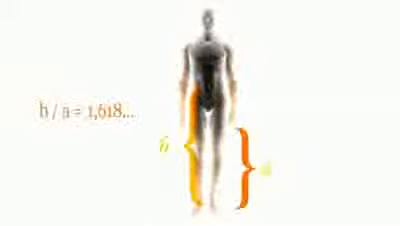 h / a = 1,618...
h
a